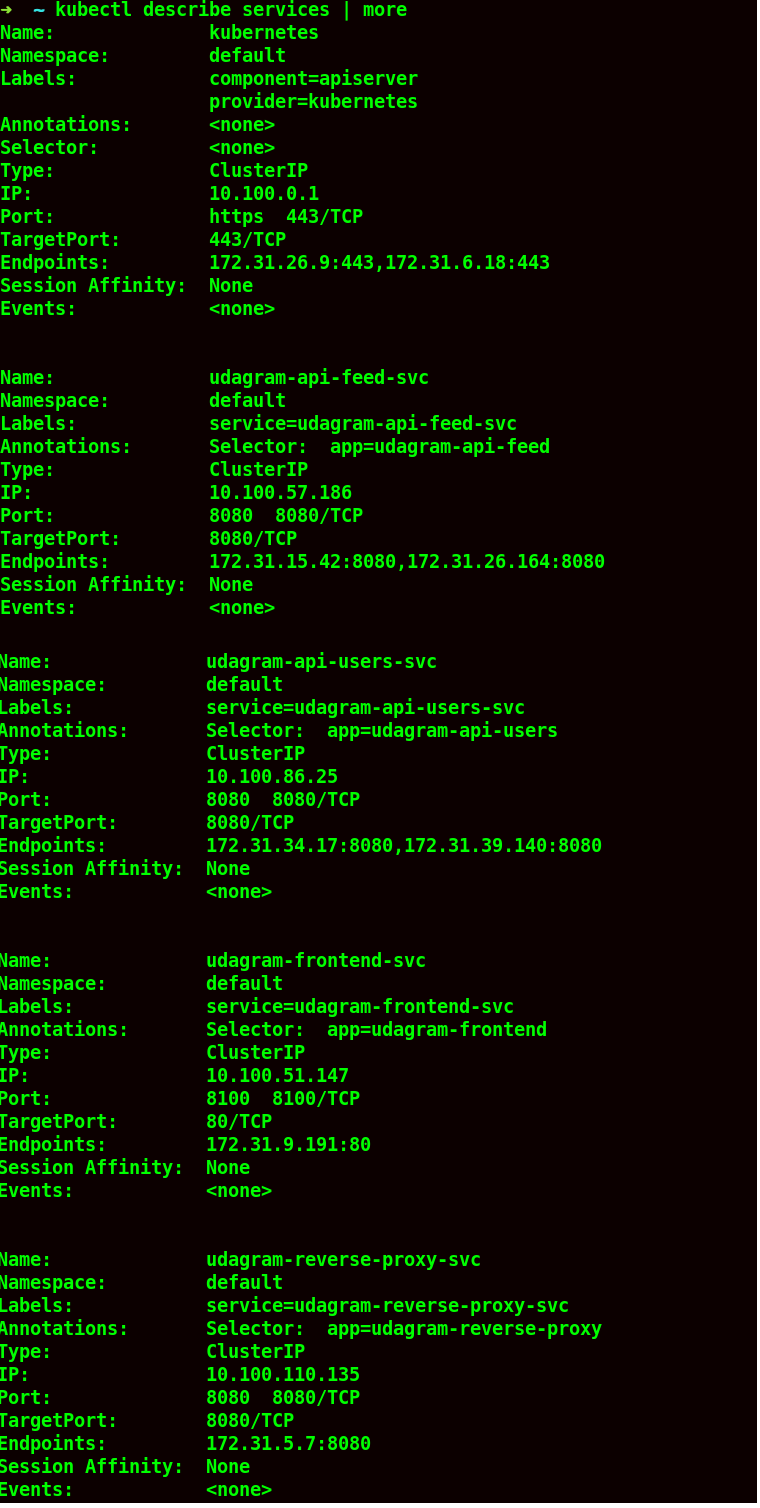 ➜  ~ kubectl describe services | more
Name:              kubernetes
Namespace:         default
Labels:            component=apiserver
                   provider=kubernetes
Annotations:       <none>
Selector:          <none>
Type:              ClusterIP
IP:                10.100.0.1
Port:              https  443/TCP
TargetPort:        443/TCP
Endpoints:         172.31.26.9:443,172.31.6.18:443
Session Affinity:  None
Events:            <none>
Name:              udagram-api-feed-svc
Namespace:         default
Labels:            service=udagram-api-feed-svc
Annotations:       Selector:  app=udagram-api-feed
Type:              ClusterIP
IP:                10.100.57.186
Port:              8080  8080/TCP
TargetPort:        8080/TCP
Endpoints:         172.31.15.42:8080,172.31.26.164:8080
Session Affinity:  None
Events:            <none>
Name:              udagram-api-users-svc
Namespace:         default
Labels:            service=udagram-api-users-svc
Annotations:       Selector:  app=udagram-api-users
Type:              ClusterIP
IP:                10.100.86.25
Port:              8080  8080/TCP
TargetPort:        8080/TCP
Endpoints:         172.31.34.17:8080,172.31.39.140:8080
Session Affinity:  None
Events:            <none>
Name:              udagram-frontend-svc
Namespace:         default
Labels:            service=udagram-frontend-svc
Annotations:       Selector:  app=udagram-frontend
Type:              ClusterIP
IP:                10.100.51.147
Port:              8100  8100/TCP
TargetPort:        80/TCP
Endpoints:         172.31.9.191:80
Session Affinity:  None
Events:            <none>
Name:              udagram-reverse-proxy-svc
Namespace:         default
Labels:            service=udagram-reverse-proxy-svc
Annotations:       Selector:  app=udagram-reverse-proxy
Type:              ClusterIP
IP:                10.100.110.135
Port:              8080  8080/TCP
TargetPort:        8080/TCP
Endpoints:         172.31.5.7:8080
Session Affinity:  None
Events:            <none>